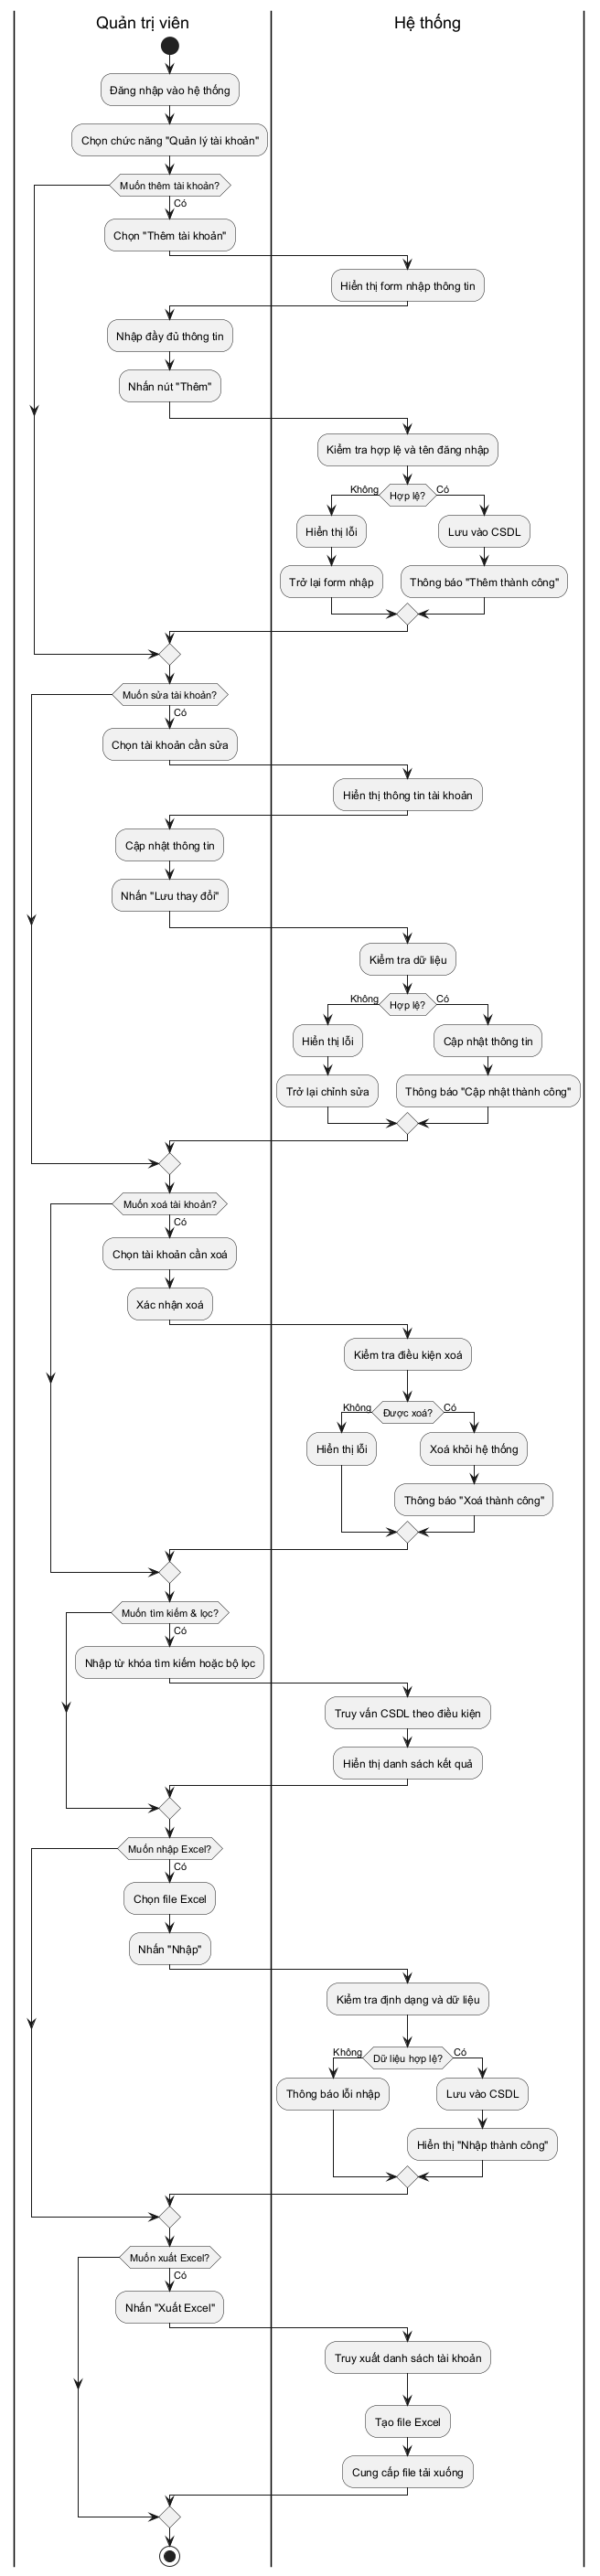 Quản trị viên
Hệ thống
Đăng nhập vào hệ thống
Chọn chức năng "Quản lý tài khoản"
Muốn thêm tài khoản?
Có
Chọn "Thêm tài khoản"
Hiển thị form nhập thông tin
Nhập đầy đủ thông tin
Nhấn nút "Thêm"
Kiểm tra hợp lệ và tên đăng nhập
Không
Hợp lệ?
Có
Hiển thị lỗi
Lưu vào CSDL
Trở lại form nhập
Thông báo "Thêm thành công"
Muốn sửa tài khoản?
Có
Chọn tài khoản cần sửa
Hiển thị thông tin tài khoản
Cập nhật thông tin
Nhấn "Lưu thay đổi"
Kiểm tra dữ liệu
Không
Hợp lệ?
Có
Hiển thị lỗi
Cập nhật thông tin
Trở lại chỉnh sửa
Thông báo "Cập nhật thành công"
Muốn xoá tài khoản?
Có
Chọn tài khoản cần xoá
Xác nhận xoá
Kiểm tra điều kiện xoá
Không
Được xoá?
Có
Hiển thị lỗi
Xoá khỏi hệ thống
Thông báo "Xoá thành công"
Muốn tìm kiếm & lọc?
Có
Nhập từ khóa tìm kiếm hoặc bộ lọc
Truy vấn CSDL theo điều kiện
Hiển thị danh sách kết quả
Muốn nhập Excel?
Có
Chọn file Excel
Nhấn "Nhập"
Kiểm tra định dạng và dữ liệu
Không
Dữ liệu hợp lệ?
Có
Thông báo lỗi nhập
Lưu vào CSDL
Hiển thị "Nhập thành công"
Muốn xuất Excel?
Có
Nhấn "Xuất Excel"
Truy xuất danh sách tài khoản
Tạo file Excel
Cung cấp file tải xuống